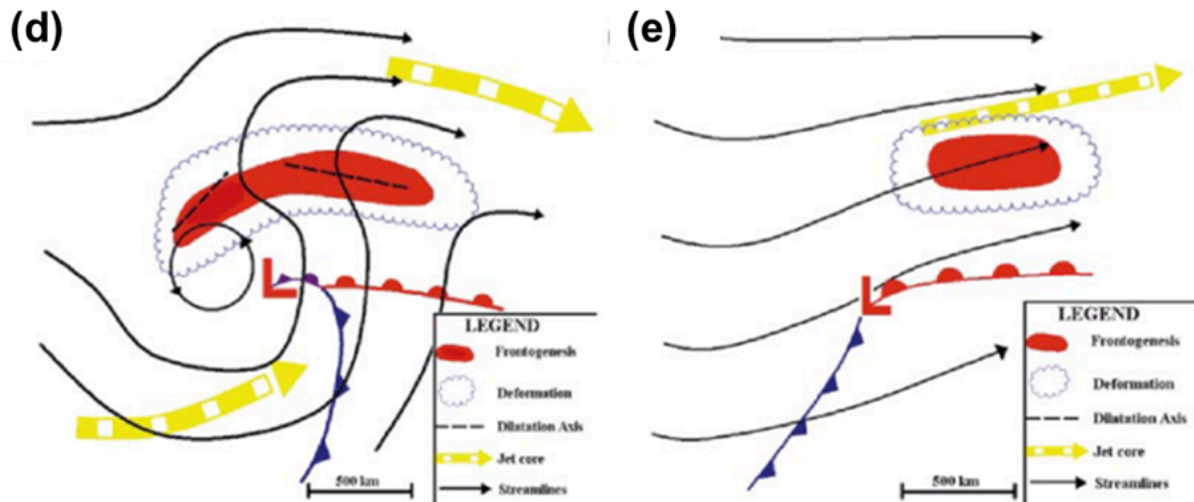 (d)
L
LEGEND
Frontogenesis
Deformation
Dilatation Axis
Jet core
500 km
Streamlines
(e)
L
LEGEND
Frontogenesis
Deformation
Dilatation Axis
Jet core
500 km
Streamlines